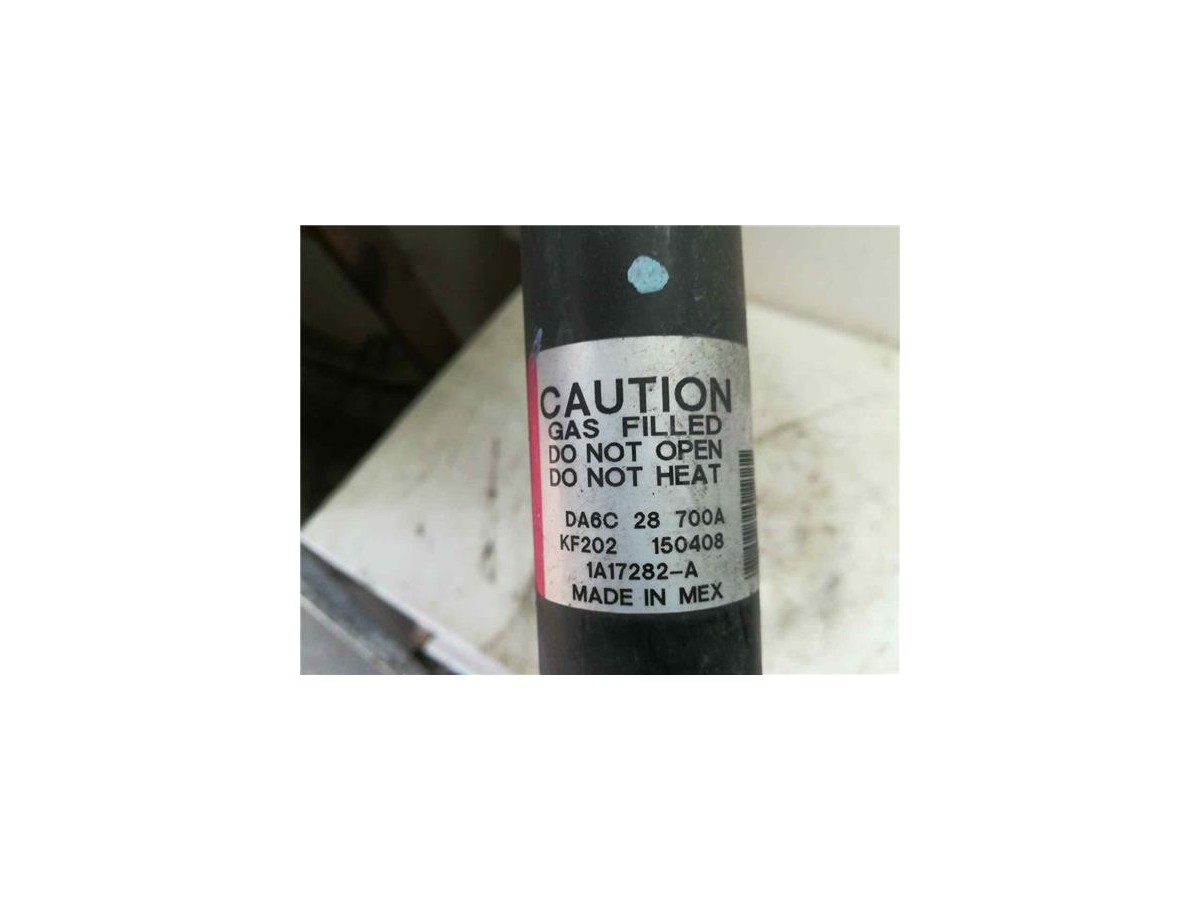 CAUTION
GAS FILLED
DO NOT OPEN
DO NOT HEAT
DA6C 28 700A
KF202 150408
1A17282-A
MADE IN MEX